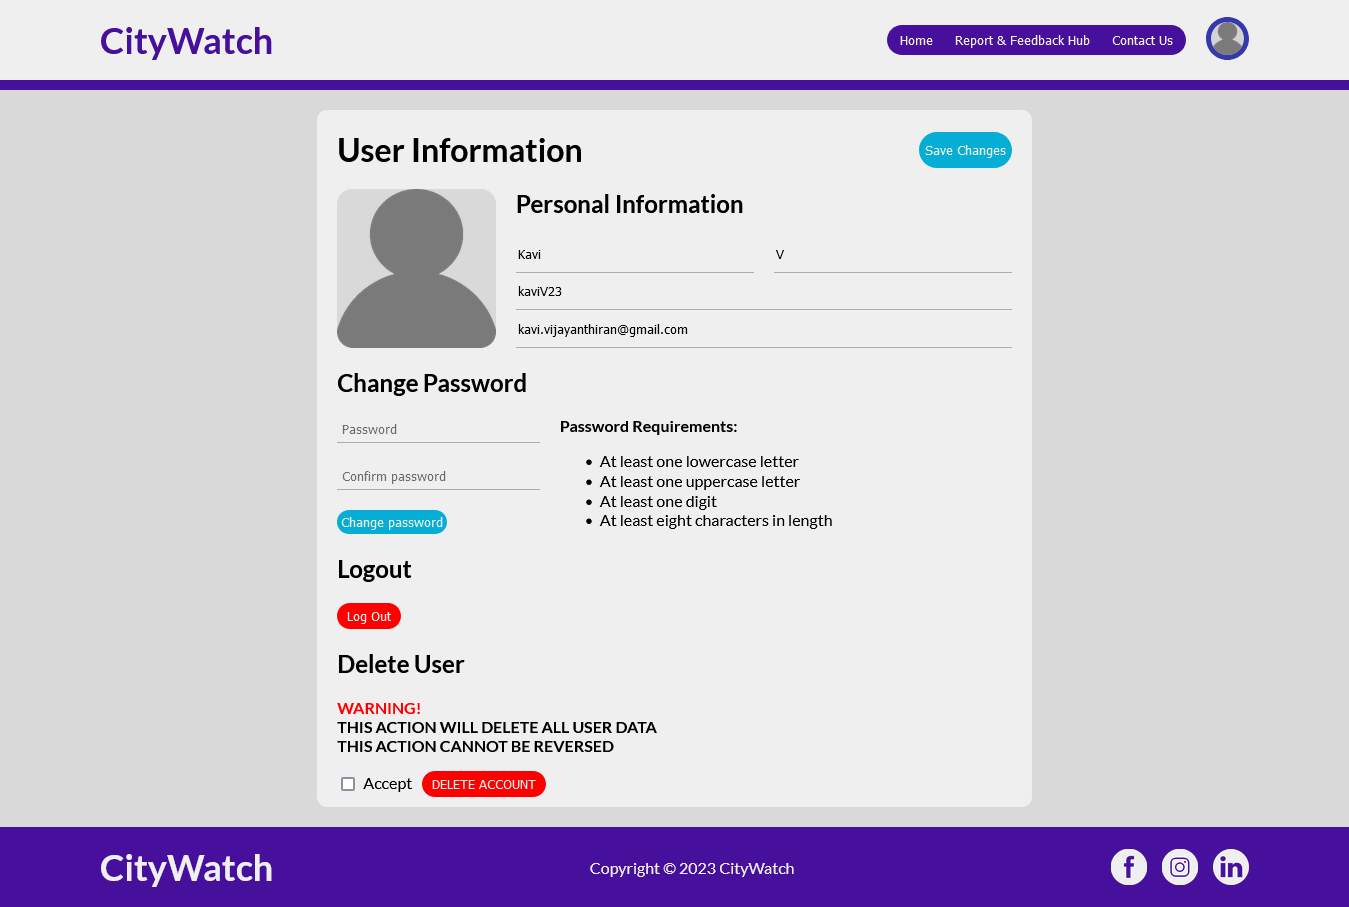 CityWatch
Home Report & Feedback Hub Contact Us
User Information
Save Changes
Personal Information
Kavi V
kaviV23
kavi.vijayanthiran@gmail.com
Change Password
Password
Confirm password
Change password
Password Requirements:
• At least one lowercase letter
• At least one uppercase letter
• At least one digit
• At least eight characters in length
Logout
Log Out
Delete User
WARNING!
THIS ACTION WILL DELETE ALL USER DATA
THIS ACTION CANNOT BE REVERSED
Accept DELETE ACCOUNT
CityWatch
Copyright © 2023 CityWatch